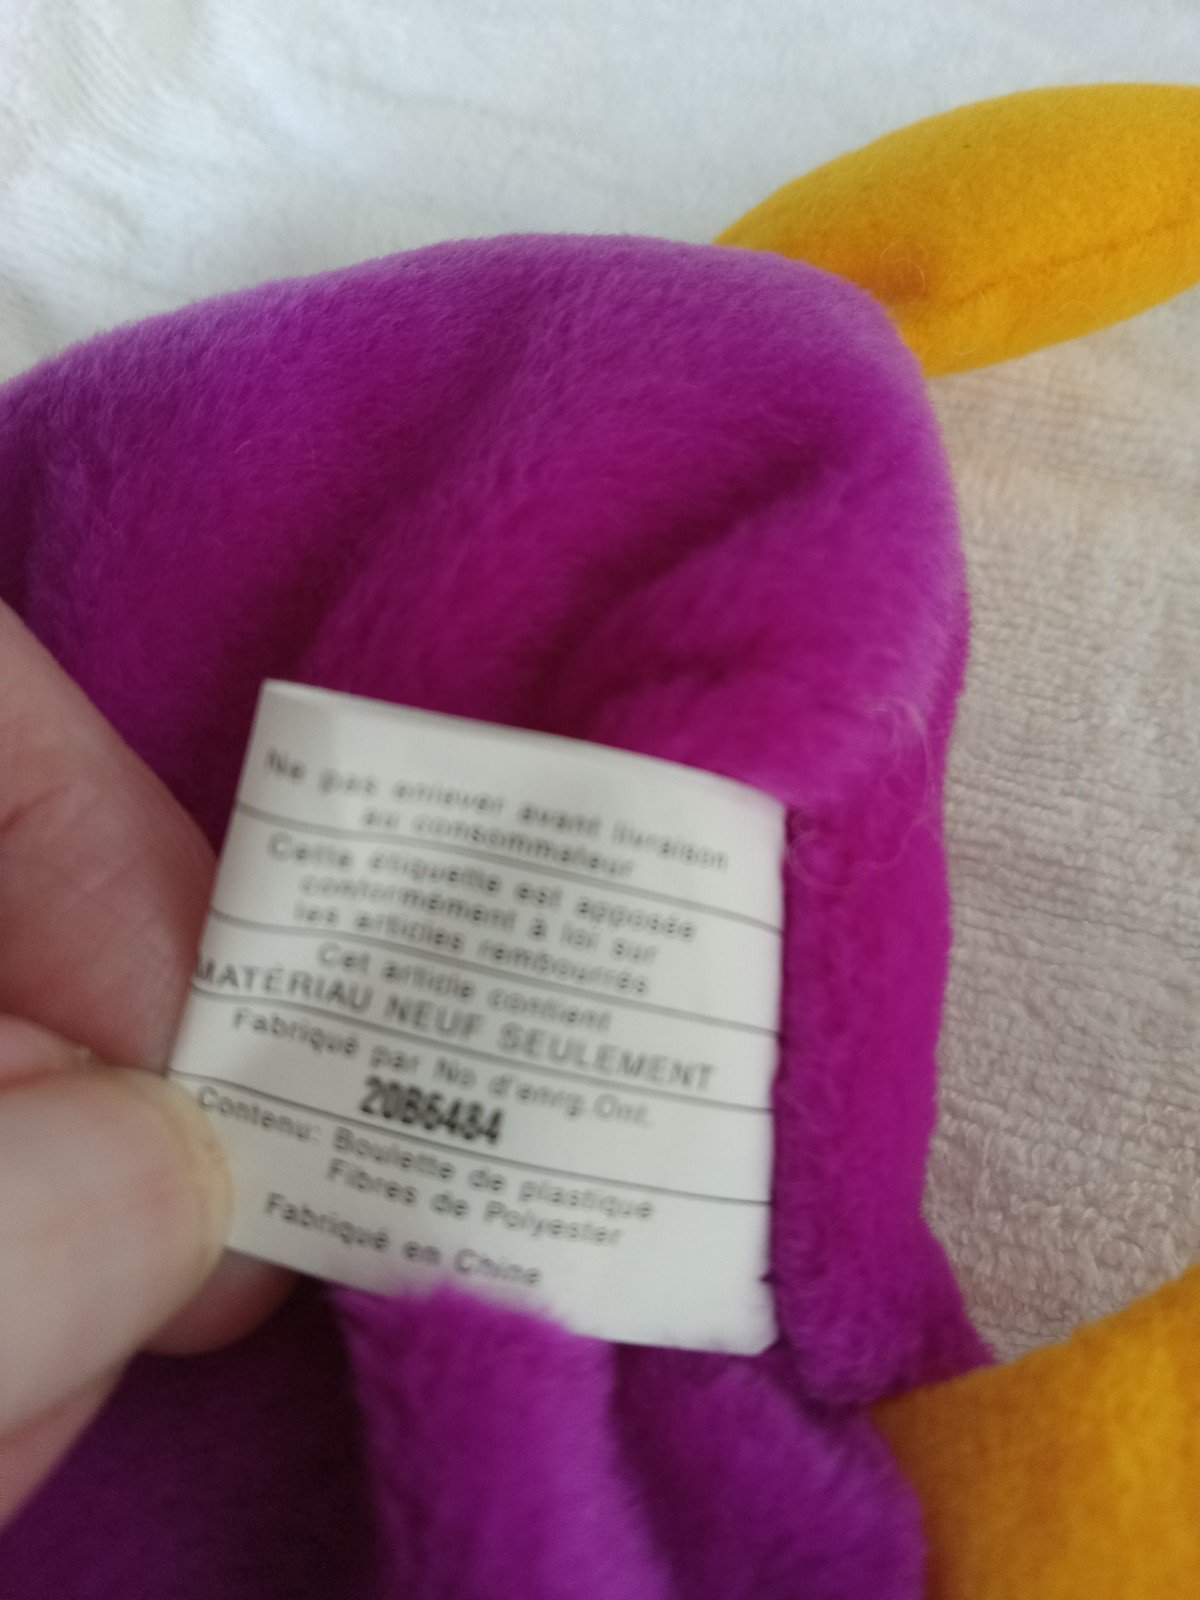 Ne pas enlever avant livraison
au consommateur
Cette étiquette est apposée
conformément à loi sur
les articles rembourrés
Cet article contient
MATÉRIAU NEUF SEULEMENT
Fabriqué par No d'enrg.Ont.
20B6484
Contenu: Boulette de plastique
Fibres de Polyester
Fabriqué en Chine